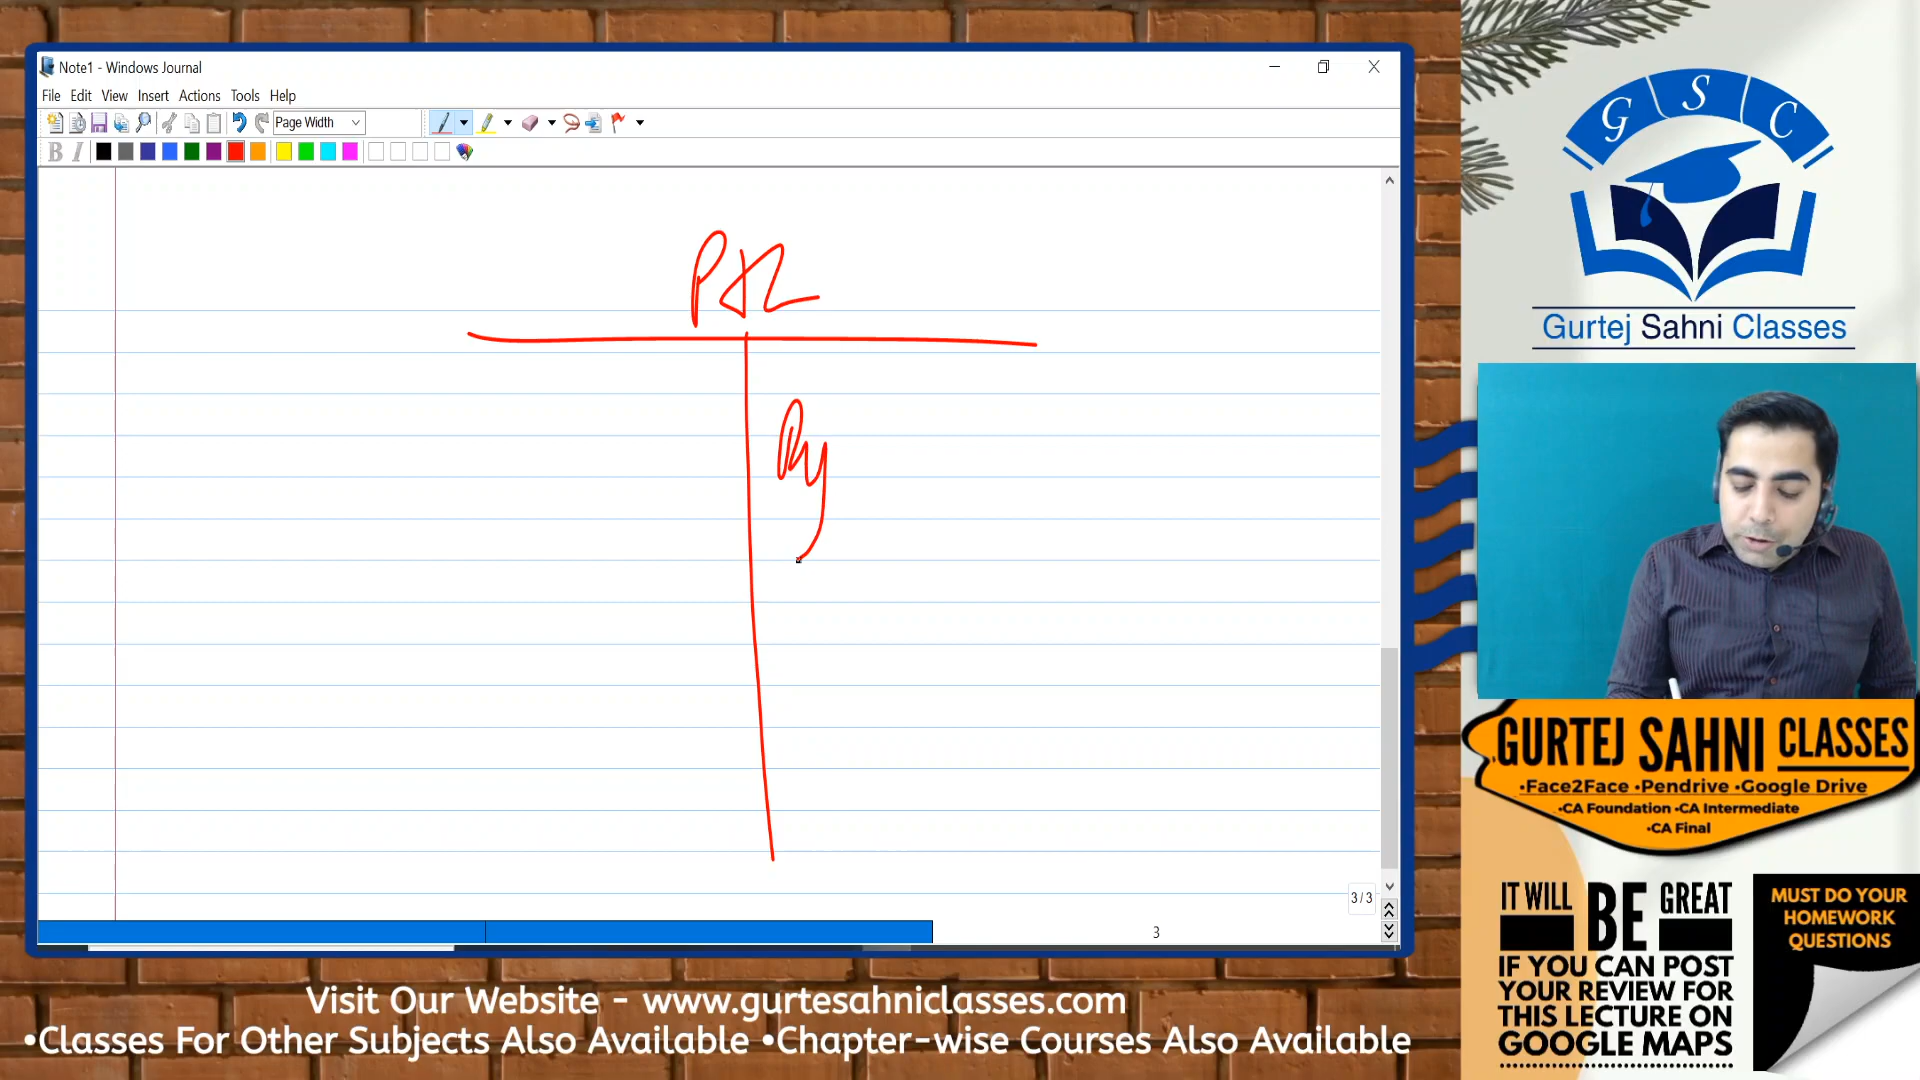 Note1 - Windows Journal
File Edit View Insert Actions Tools Help
Page Width
B I
P&L
By
3 / 3
3
G S C
Gurtej Sahni Classes
GURTEJ SAHNI CLASSES
•Face2Face •Pendrive •Google Drive
•CA Foundation •CA Intermediate
•CA Final
IT WILL BE GREAT
IF YOU CAN POST
YOUR REVIEW FOR
THIS LECTURE ON
GOOGLE MAPS
MUST DO YOUR
HOMEWORK
QUESTIONS
Visit Our Website - www.gurtesahniclasses.com
•Classes For Other Subjects Also Available •Chapter-wise Courses Also Available